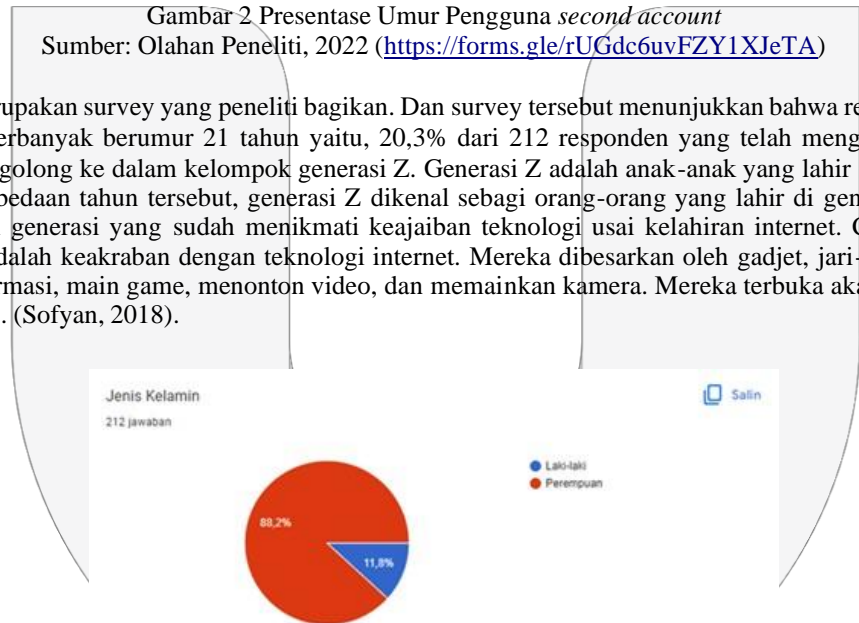 Gambar 2 Presentase Umur Pengguna second account
Sumber: Olahan Peneliti, 2022 (https://forms.gle/rUGdc6uvFZY1XJeTA)
rupakan survey yang peneliti bagikan. Dan survey tersebut menunjukkan bahwa re
erbanyak berumur 21 tahun yaitu, 20,3% dari 212 responden yang telah meng
golong ke dalam kelompok generasi Z. Generasi Z adalah anak-anak yang lahir
bedaan tahun tersebut, generasi Z dikenal sebagi orang-orang yang lahir di gen
generasi yang sudah menikmati keajaiban teknologi usai kelahiran internet. C
dalah keakraban dengan teknologi internet. Mereka dibesarkan oleh gadjet, jari-
rmasi, main game, menonton video, dan memainkan kamera. Mereka terbuka aka
. (Sofyan, 2018).
Jenis Kelamin
Salin
212 jawaban
Laki-laki
Perempuan
88,2%
11,8%